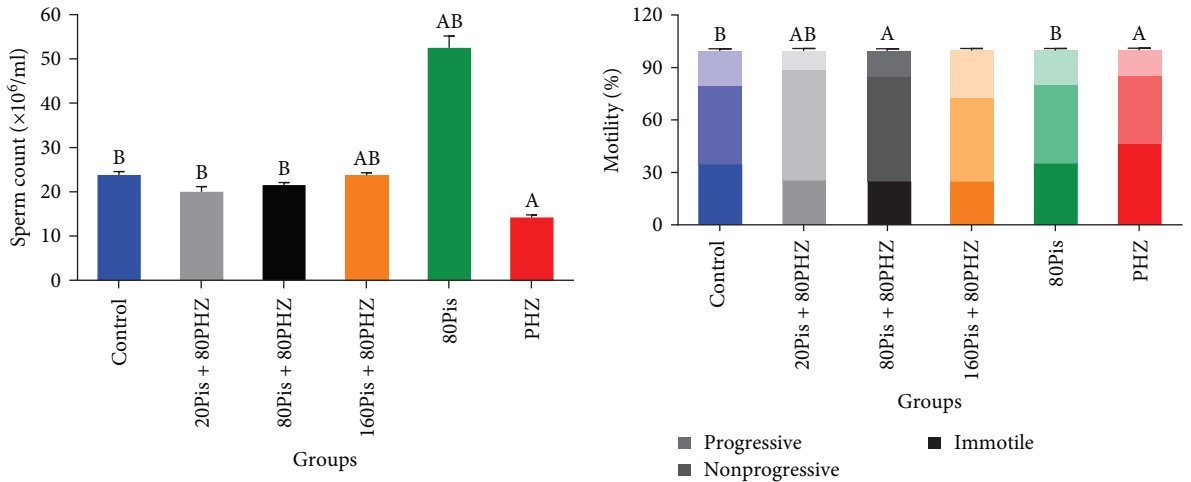 60
50
40
30
20
10
0
Sperm count (×10⁶/ml)
B
B
B
AB
AB
A
Control
20Pis + 80PHZ
80Pis + 80PHZ
160Pis + 80PHZ
80Pis
PHZ
Groups
120
90
60
30
0
Motility (%)
B
AB
A
B
A
Control
20Pis + 80PHZ
80Pis + 80PHZ
160Pis + 80PHZ
80Pis
PHZ
Groups
Progressive
Nonprogressive
Immotile